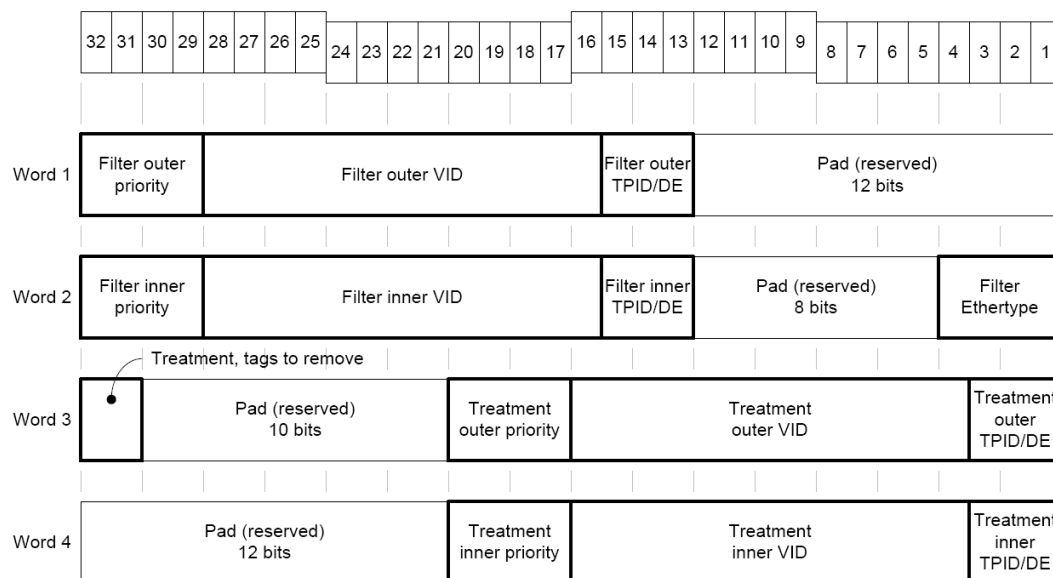 32 31 30 29 28 27 26 25 24 23 22 21 20 19 18 17 16 15 14 13 12 11 10 9 8 7 6 5 4 3 2 1
Word 1
Filter outer
priority
Filter outer VID
Filter outer
TPID/DE
Pad (reserved)
12 bits
Word 2
Filter inner
priority
Filter inner VID
Filter inner
TPID/DE
Pad (reserved)
8 bits
Filter
Ethertype
Treatment, tags to remove
Word 3
Pad (reserved)
10 bits
Treatment
outer priority
Treatment
outer VID
Treatment
outer
TPID/DE
Word 4
Pad (reserved)
12 bits
Treatment
inner priority
Treatment
inner VID
Treatment
inner
TPID/DE